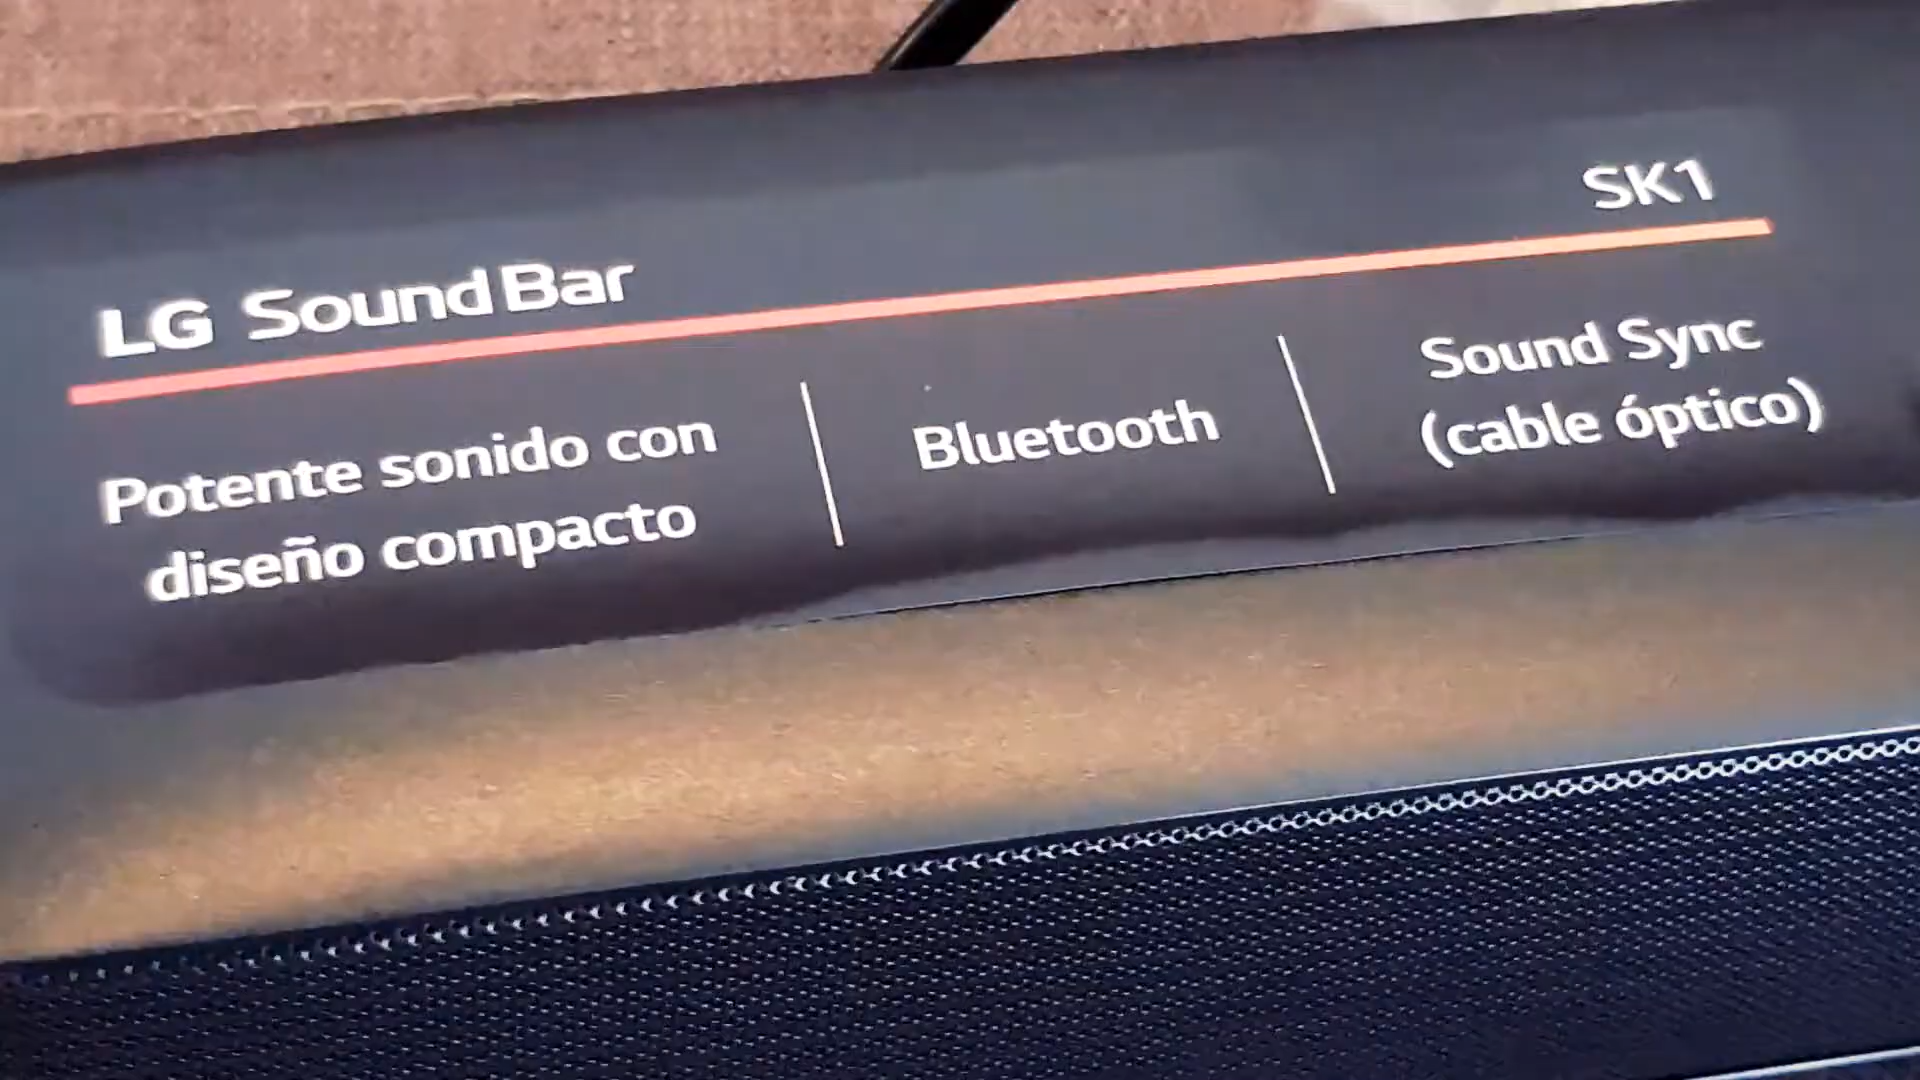 LG Sound Bar
SK1
Potente sonido con
diseño compacto
Bluetooth
Sound Sync
(cable óptico)